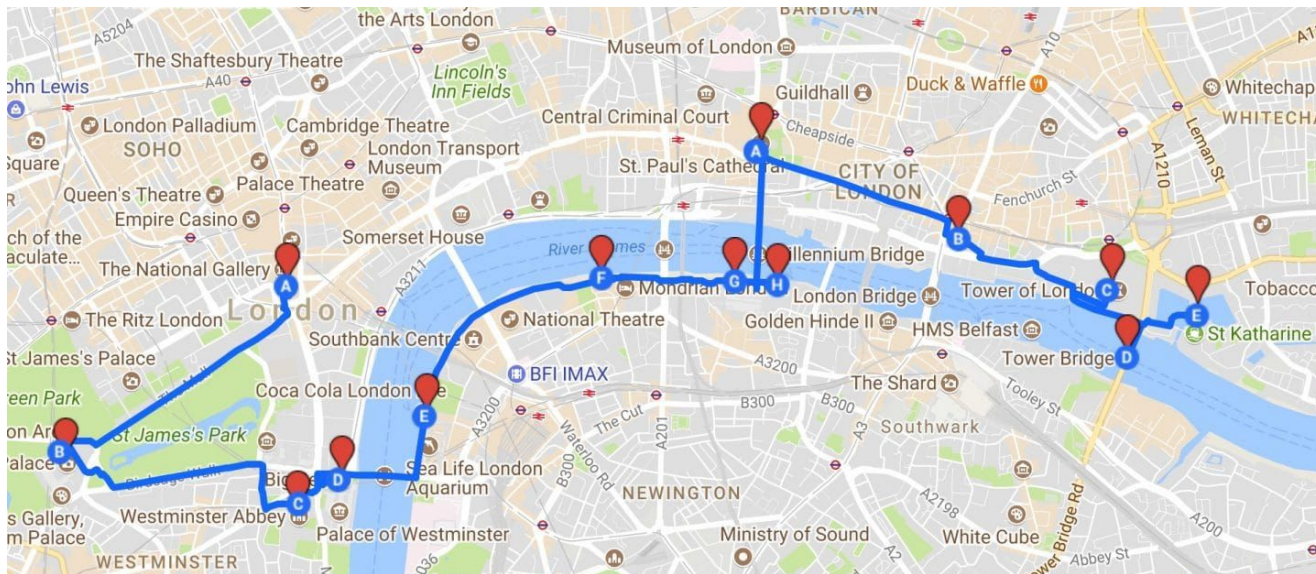 BARBICAN
A5204
the Arts London
A10
The Shaftesbury Theatre
Museum of London
A40
Lincoln's
Inn Fields
Duck & Waffle
Whitechap
ohn Lewis
Guildhall
Central Criminal Court
Cheapside
WHITECHA
London Palladium
SOHO
Cambridge Theatre
London Transport
Museum
Leman St
A1210
Square
St. Paul's Cathedral
CITY OF
LONDON
Queen's Theatre
Palace Theatre
Fenchurch St
Empire Casino
Somerset House
ch of the
aculate...
A3211
Millennium Bridge
The National Gallery
London
Tower of London
Tobacco
London Bridge
The Ritz London
National Theatre
Golden Hinde II
HMS Belfast
St Katharine
Southbank Centre
St James's Palace
A3200
Tower Bridge
The Mall
BFI IMAX
Coca Cola London Eye
The Shard
Tooley St
The Cut
B300
B300
A3
A3200
A201
Southwark
St James's Park
Waterloo Rd
B300
Birdcage Walk
Sea Life London
Aquarium
NEWINGTON
A2198
Tower Bridge Rd
A200
Westminster Abbey
s Gallery,
m Palace
Palace of Westminster
Ministry of Sound
White Cube
Abbey St
WESTMINSTER
A2
A
B
C
D
E
F
G
H
A
B
C
D
E